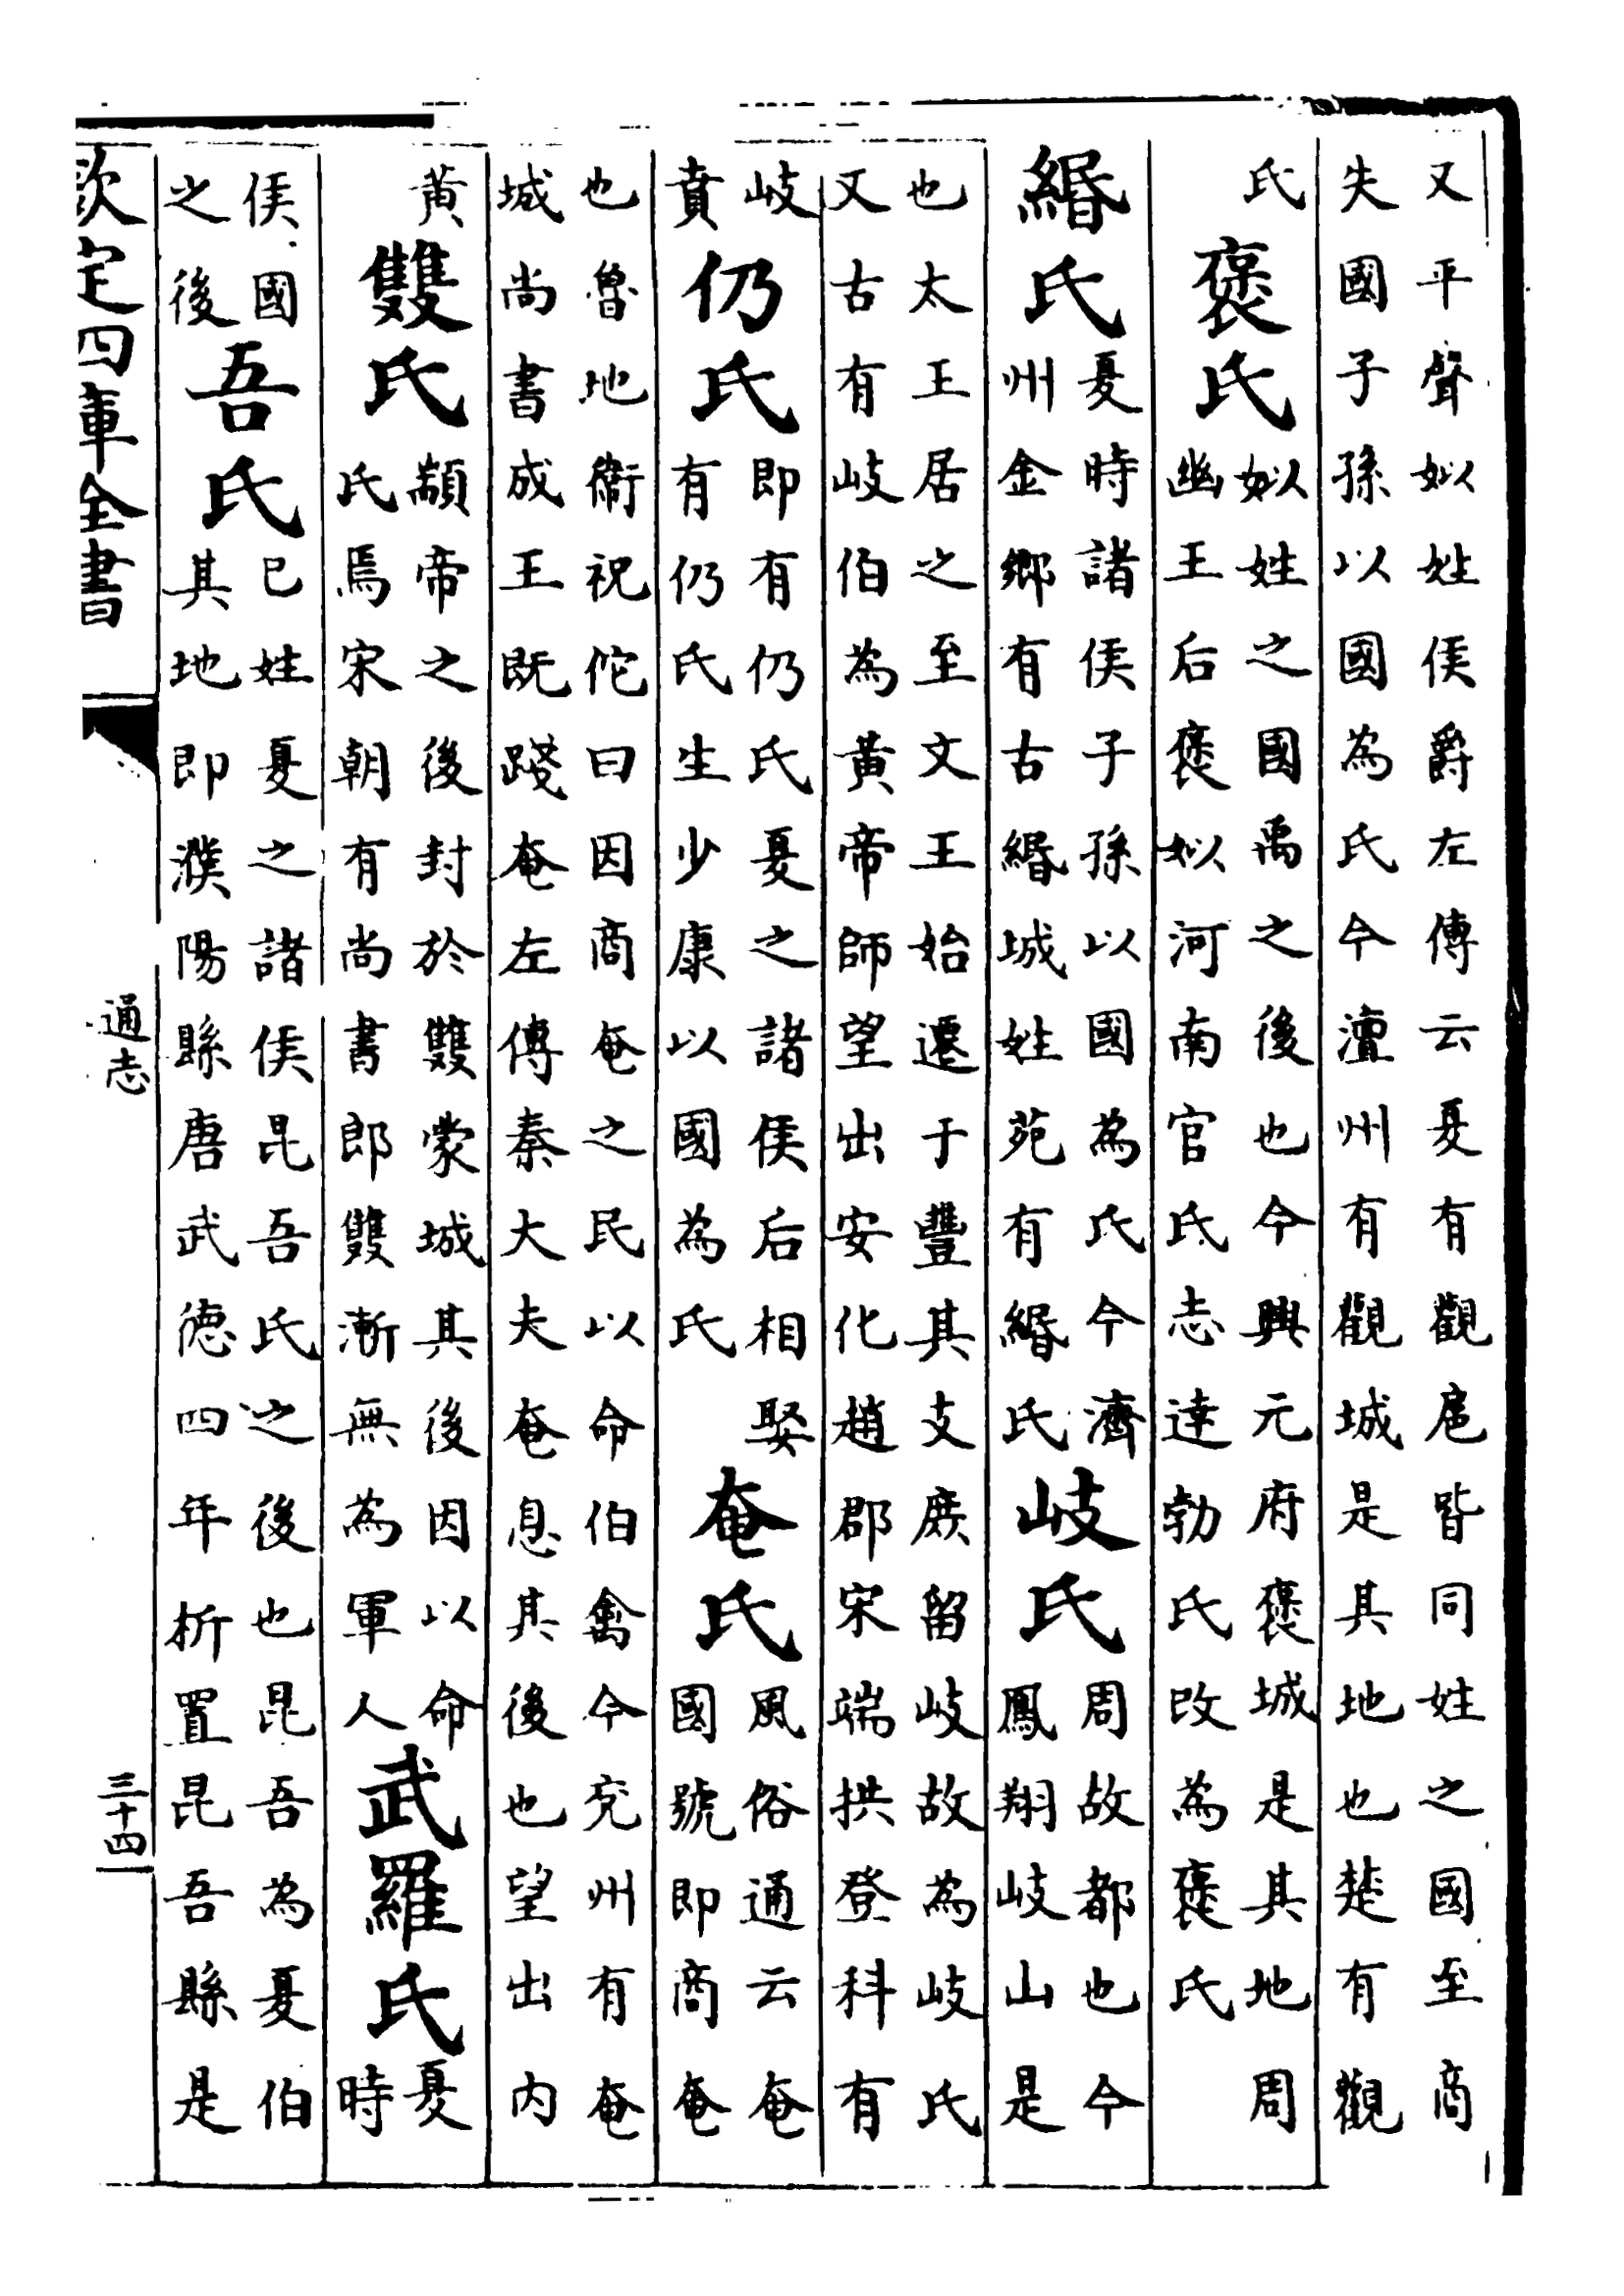 又平聲姒姓侯爵左傳云夏有觀扈皆同姓之國至商
失國子孫以國為氏今澶州有觀城是其地也楚有觀
氏
褒氏
姒姓之國禹之後也今興元府褒城是其地周
幽王后褒姒河南官氏志達勃氏改為褒氏
緡氏
夏時諸侯子孫以國為氏今濟
州金鄉有古緡城姓苑有緡氏
岐氏
周故都也今
鳳翔岐山是
也太王居之至文王始遷于豐其支庶留岐故為岐氏
又古有岐伯為黃帝師望出安化趙郡宋端拱登科有
岐
賁
仍氏
即有仍氏夏之諸侯后相娶
有仍氏生少康以國為氏
奄氏
風俗通云奄
國號即商奄
也魯地衞祝佗曰因商奄之民以命伯禽今兖州有奄
城尚書成王既踐奄左傳秦大夫奄息其後也望出内
黃
雙氏
顓帝之後封於雙蒙城其後因以命
氏焉宋朝有尚書郎雙漸無為軍人
武羅氏
夏
時
侯國
之後
吾氏
已姓夏之諸侯昆吾氏之後也昆吾為夏伯
其地即濮陽縣唐武德四年析置昆吾縣是
欽定四庫全書
通志
三十四